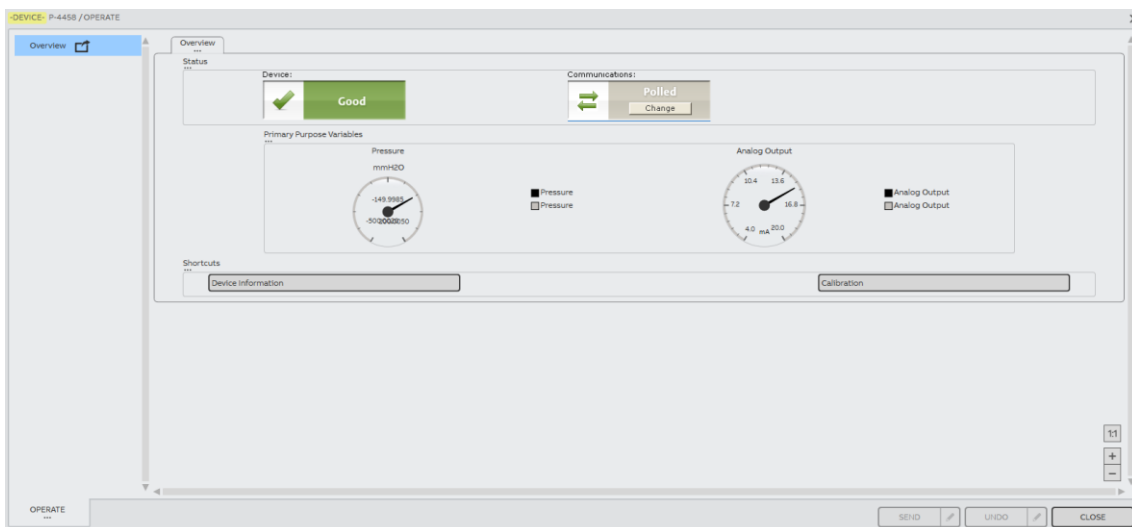 -DEVICE- P-4458 / OPERATE
Overview
Overview
Status
Device:
Good
Communications:
Polled
Change
Primary Purpose Variables
Pressure
mmH2O
-149.9985
Pressure
Pressure
Analog Output
10.4 13.6
7.2 16.8
4.0 mA 20.0
Analog Output
Analog Output
Shortcuts
Device Information
Calibration
1:1
+
−
OPERATE
SEND
UNDO
CLOSE